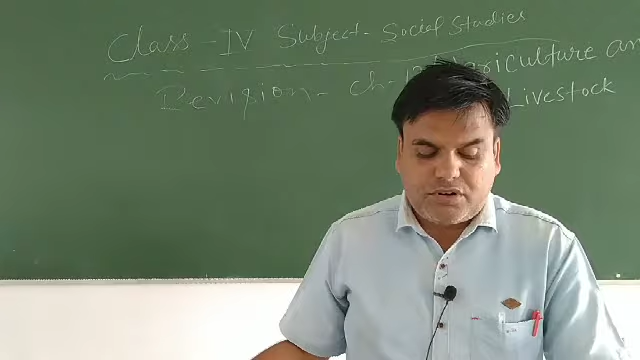 Class - IV Subject - Social Studies
Revision - ch- Agriculture an
Livestock